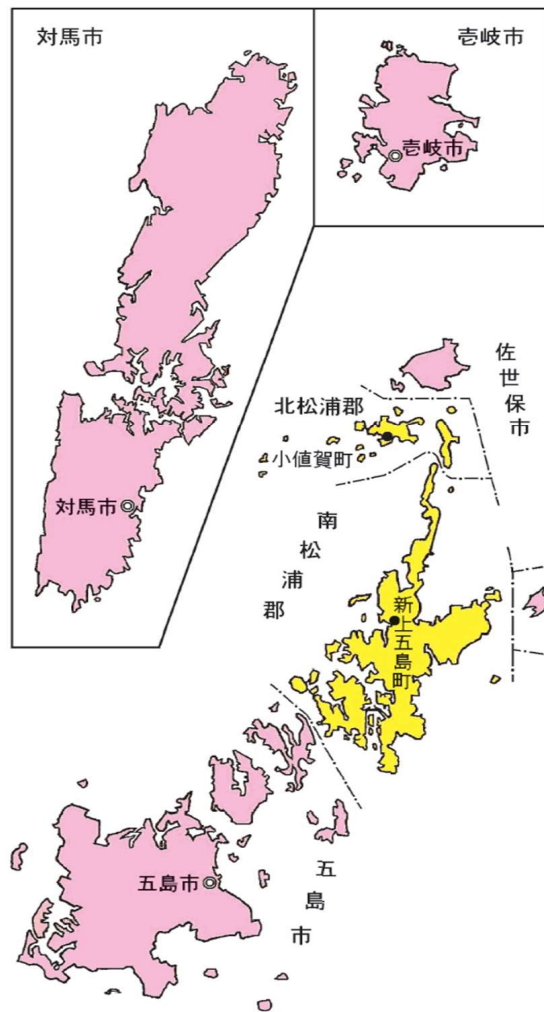 対馬市
壱岐市
壱岐市
佐世保市
北松浦郡
小値賀町
対馬市
南松浦郡
新上五島町
五島市
五島市